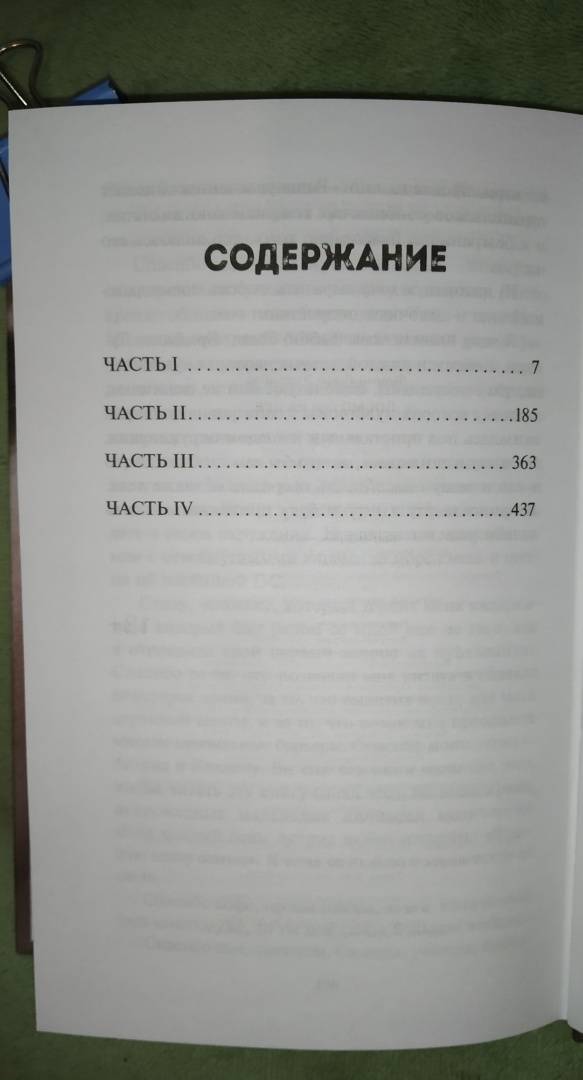 СОДЕРЖАНИЕ
ЧАСТЬ I . . . . . . . . . . . . . . . . . . . . . . . . . . . . . . . . . . . . . 7
ЧАСТЬ II. . . . . . . . . . . . . . . . . . . . . . . . . . . . . . . . . . . .185
ЧАСТЬ III . . . . . . . . . . . . . . . . . . . . . . . . . . . . . . . . . . 363
ЧАСТЬ IV . . . . . . . . . . . . . . . . . . . . . . . . . . . . . . . . . .437